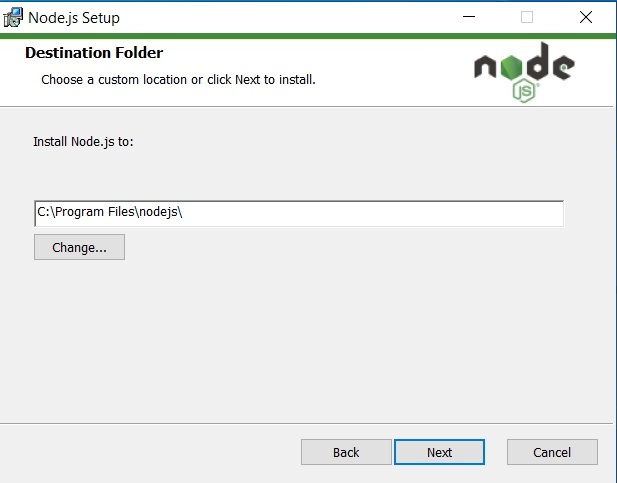 Node.js Setup
Destination Folder
Choose a custom location or click Next to install.
node
JS
Install Node.js to:
C:\Program Files\nodejs\
Change...
Back Next Cancel